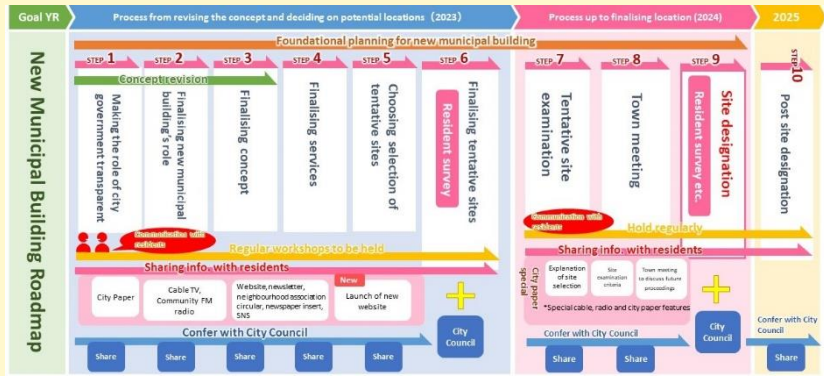 Goal YR
Process from revising the concept and deciding on potential locations (2023)
Process up to finalising location (2024)
2025
New Municipal Building Roadmap
Foundational planning for new municipal building
STEP 1
STEP 2
STEP 3
STEP 4
STEP 5
STEP 6
STEP 7
STEP 8
STEP 9
STEP 10
Concept revision
Making the role of city
government transparent
Finalising new municipal
building's role
Finalising concept
Finalising services
Choosing selection of
tentative sites
Finalising tentative sites
Resident survey
Tentative site
examination
Town meeting
Site designation
Resident survey etc.
Post site designation
Communication with
residents
Regular workshops to be held
Communication with
residents
Hold regularly
Sharing info. with residents
Sharing info. with residents
City Paper
Cable TV,
Community FM
radio
Website, newsletter,
neighbourhood association
circular, newspaper insert,
SNS
New
Launch of new
website
City paper
special
Explanation
of site
selection
Site
examination
criteria
Town meeting
to discuss future
proceedings
*Special cable, radio and city paper features
Confer with City Council
Share
Share
Share
Share
Share
City
Council
Confer with City Council
Share
Share
City
Council
Confer with City
Council
Share